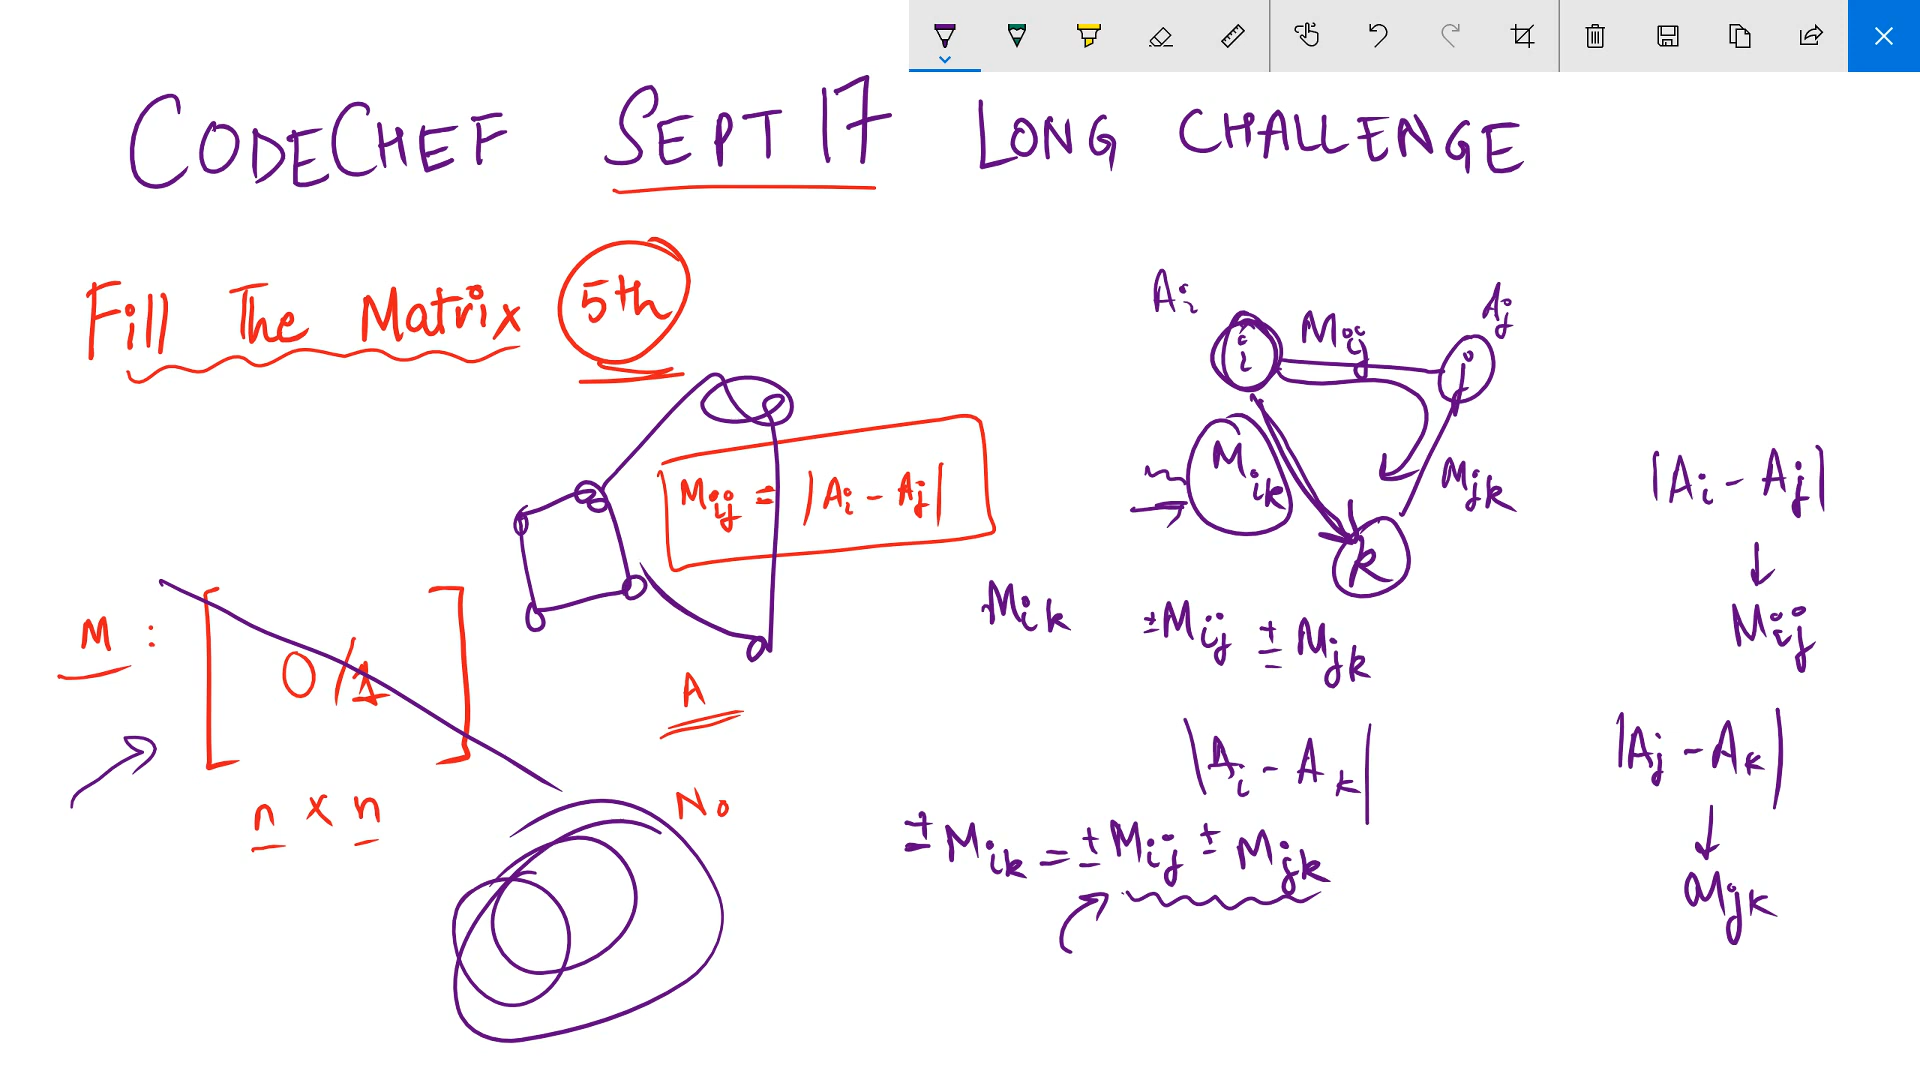 CODECHEF SEPT 17 LONG CHALLENGE
Fill The Matrix 5th
Mij = |Ai - Aj|
M : [ 0/1 ]
n x n
A
No
Ai
Aj
i
Mij
j
Mik
Mjk
k
Mik ±Mij ± Mjk
|Ai - Ak|
±Mik = ±Mij ± Mjk
|Ai - Aj|
↓
Mij
|Aj - Ak|
↓
Mjk